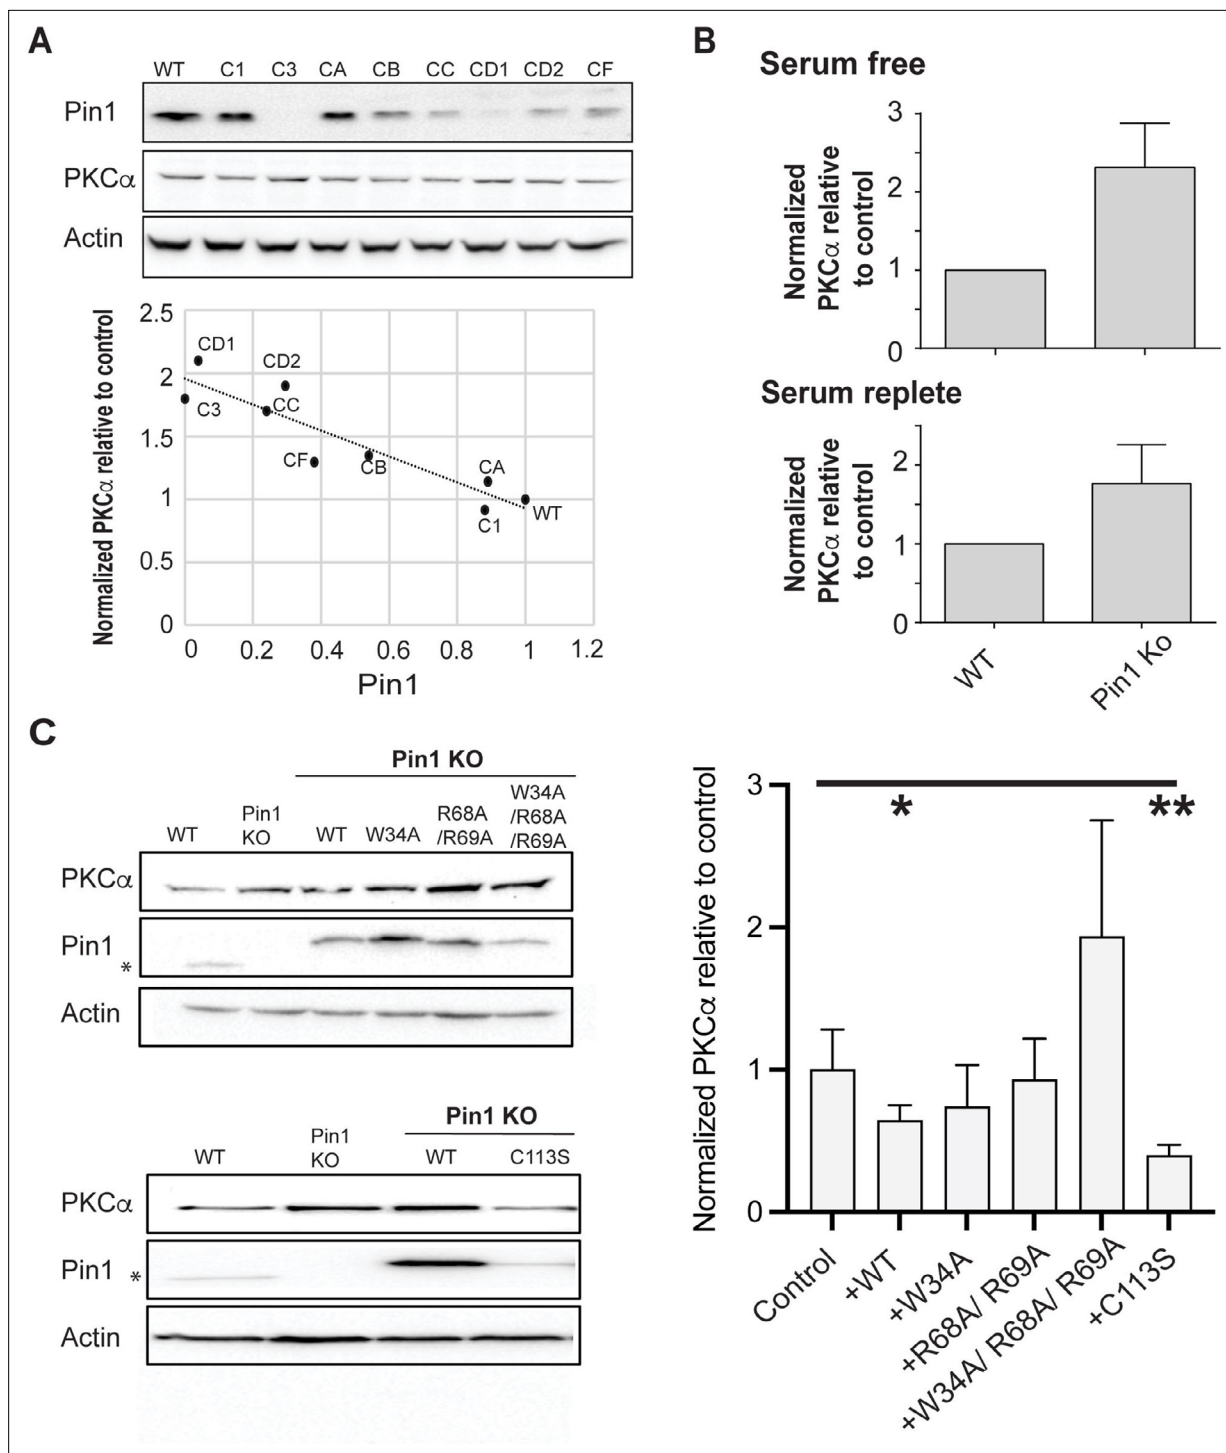 A
WT C1 C3 CA CB CC CD1 CD2 CF
Pin1
PKCα
Actin
Normalized PKCα relative to control
2.5
2
1.5
1
0.5
0
CD1
CD2
C3
CC
CF
CB
CA
C1
WT
0 0.2 0.4 0.6 0.8 1 1.2
Pin1
B
Serum free
Normalized
PKCα relative
to control
3
2
1
0
Serum replete
Normalized
PKCα relative
to control
2
1
0
WT
Pin1 Ko
C
Pin1 KO
WT
Pin1
KO
WT
W34A
R68A
/R69A
W34A
/R68A
/R69A
PKCα
Pin1
*
Actin
Pin1 KO
WT
Pin1
KO
WT
C113S
PKCα
Pin1 *
Actin
Normalized PKCα relative to control
3
2
1
0
*
**
Control
+WT
+W34A
+R68A/ R69A
+W34A/ R68A/ R69A
+C113S